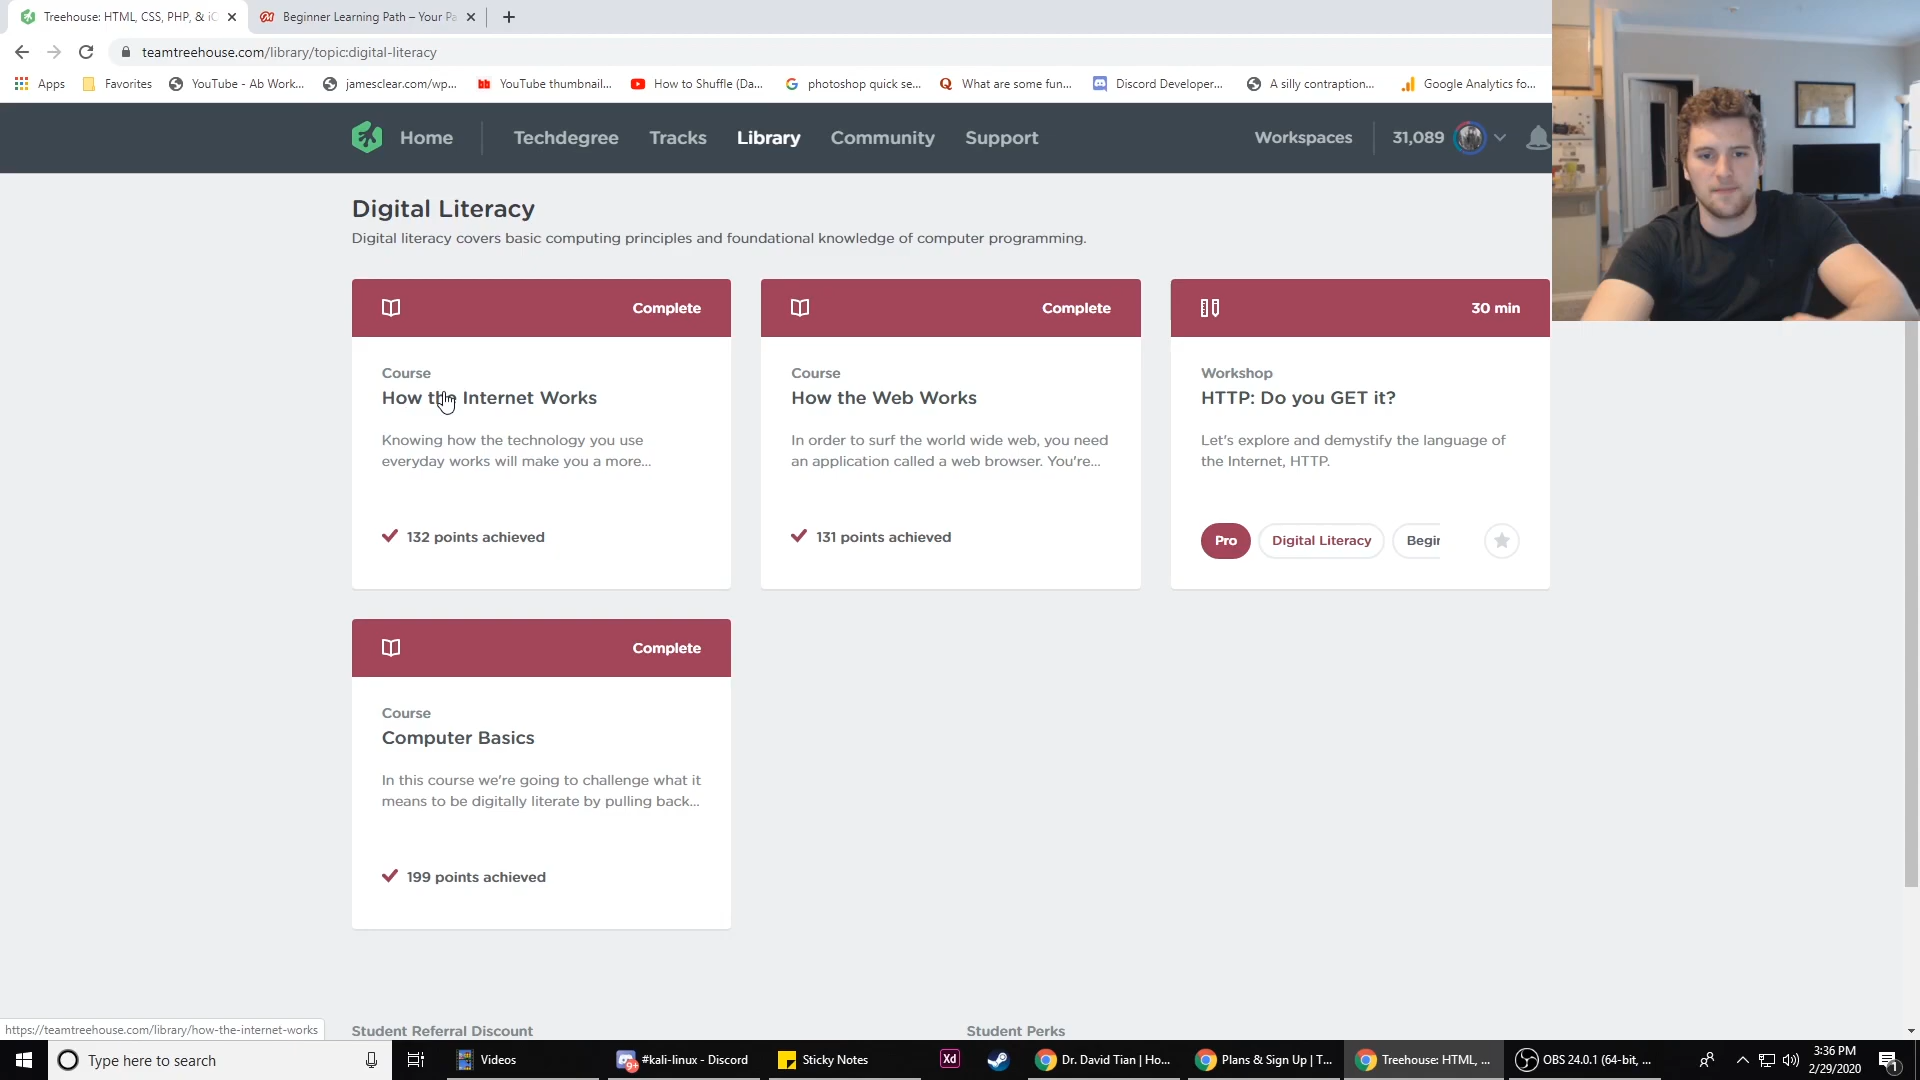 Treehouse: HTML, CSS, PHP, & iO
Beginner Learning Path – Your Pa
teamtreehouse.com/library/topic:digital-literacy
Apps
Favorites
YouTube - Ab Work...
jamesclear.com/wp...
YouTube thumbnail...
How to Shuffle (Da...
photoshop quick se...
What are some fun...
Discord Developer...
A silly contraption...
Google Analytics fo...
Home
Techdegree
Tracks
Library
Community
Support
Workspaces
31,089
Digital Literacy
Digital literacy covers basic computing principles and foundational knowledge of computer programming.
Complete
Course
How the Internet Works
Knowing how the technology you use
everyday works will make you a more...
132 points achieved
Complete
Course
How the Web Works
In order to surf the world wide web, you need
an application called a web browser. You're...
131 points achieved
30 min
Workshop
HTTP: Do you GET it?
Let's explore and demystify the language of
the Internet, HTTP.
Pro
Digital Literacy
Begin
Complete
Course
Computer Basics
In this course we're going to challenge what it
means to be digitally literate by pulling back...
199 points achieved
Student Referral Discount
Student Perks
https://teamtreehouse.com/library/how-the-internet-works
Type here to search
Videos
9+
#kali-linux - Discord
Sticky Notes
Xd
Dr. David Tian | Ho...
Plans & Sign Up | T...
Treehouse: HTML, ...
OBS 24.0.1 (64-bit, ...
3:36 PM
2/29/2020
1